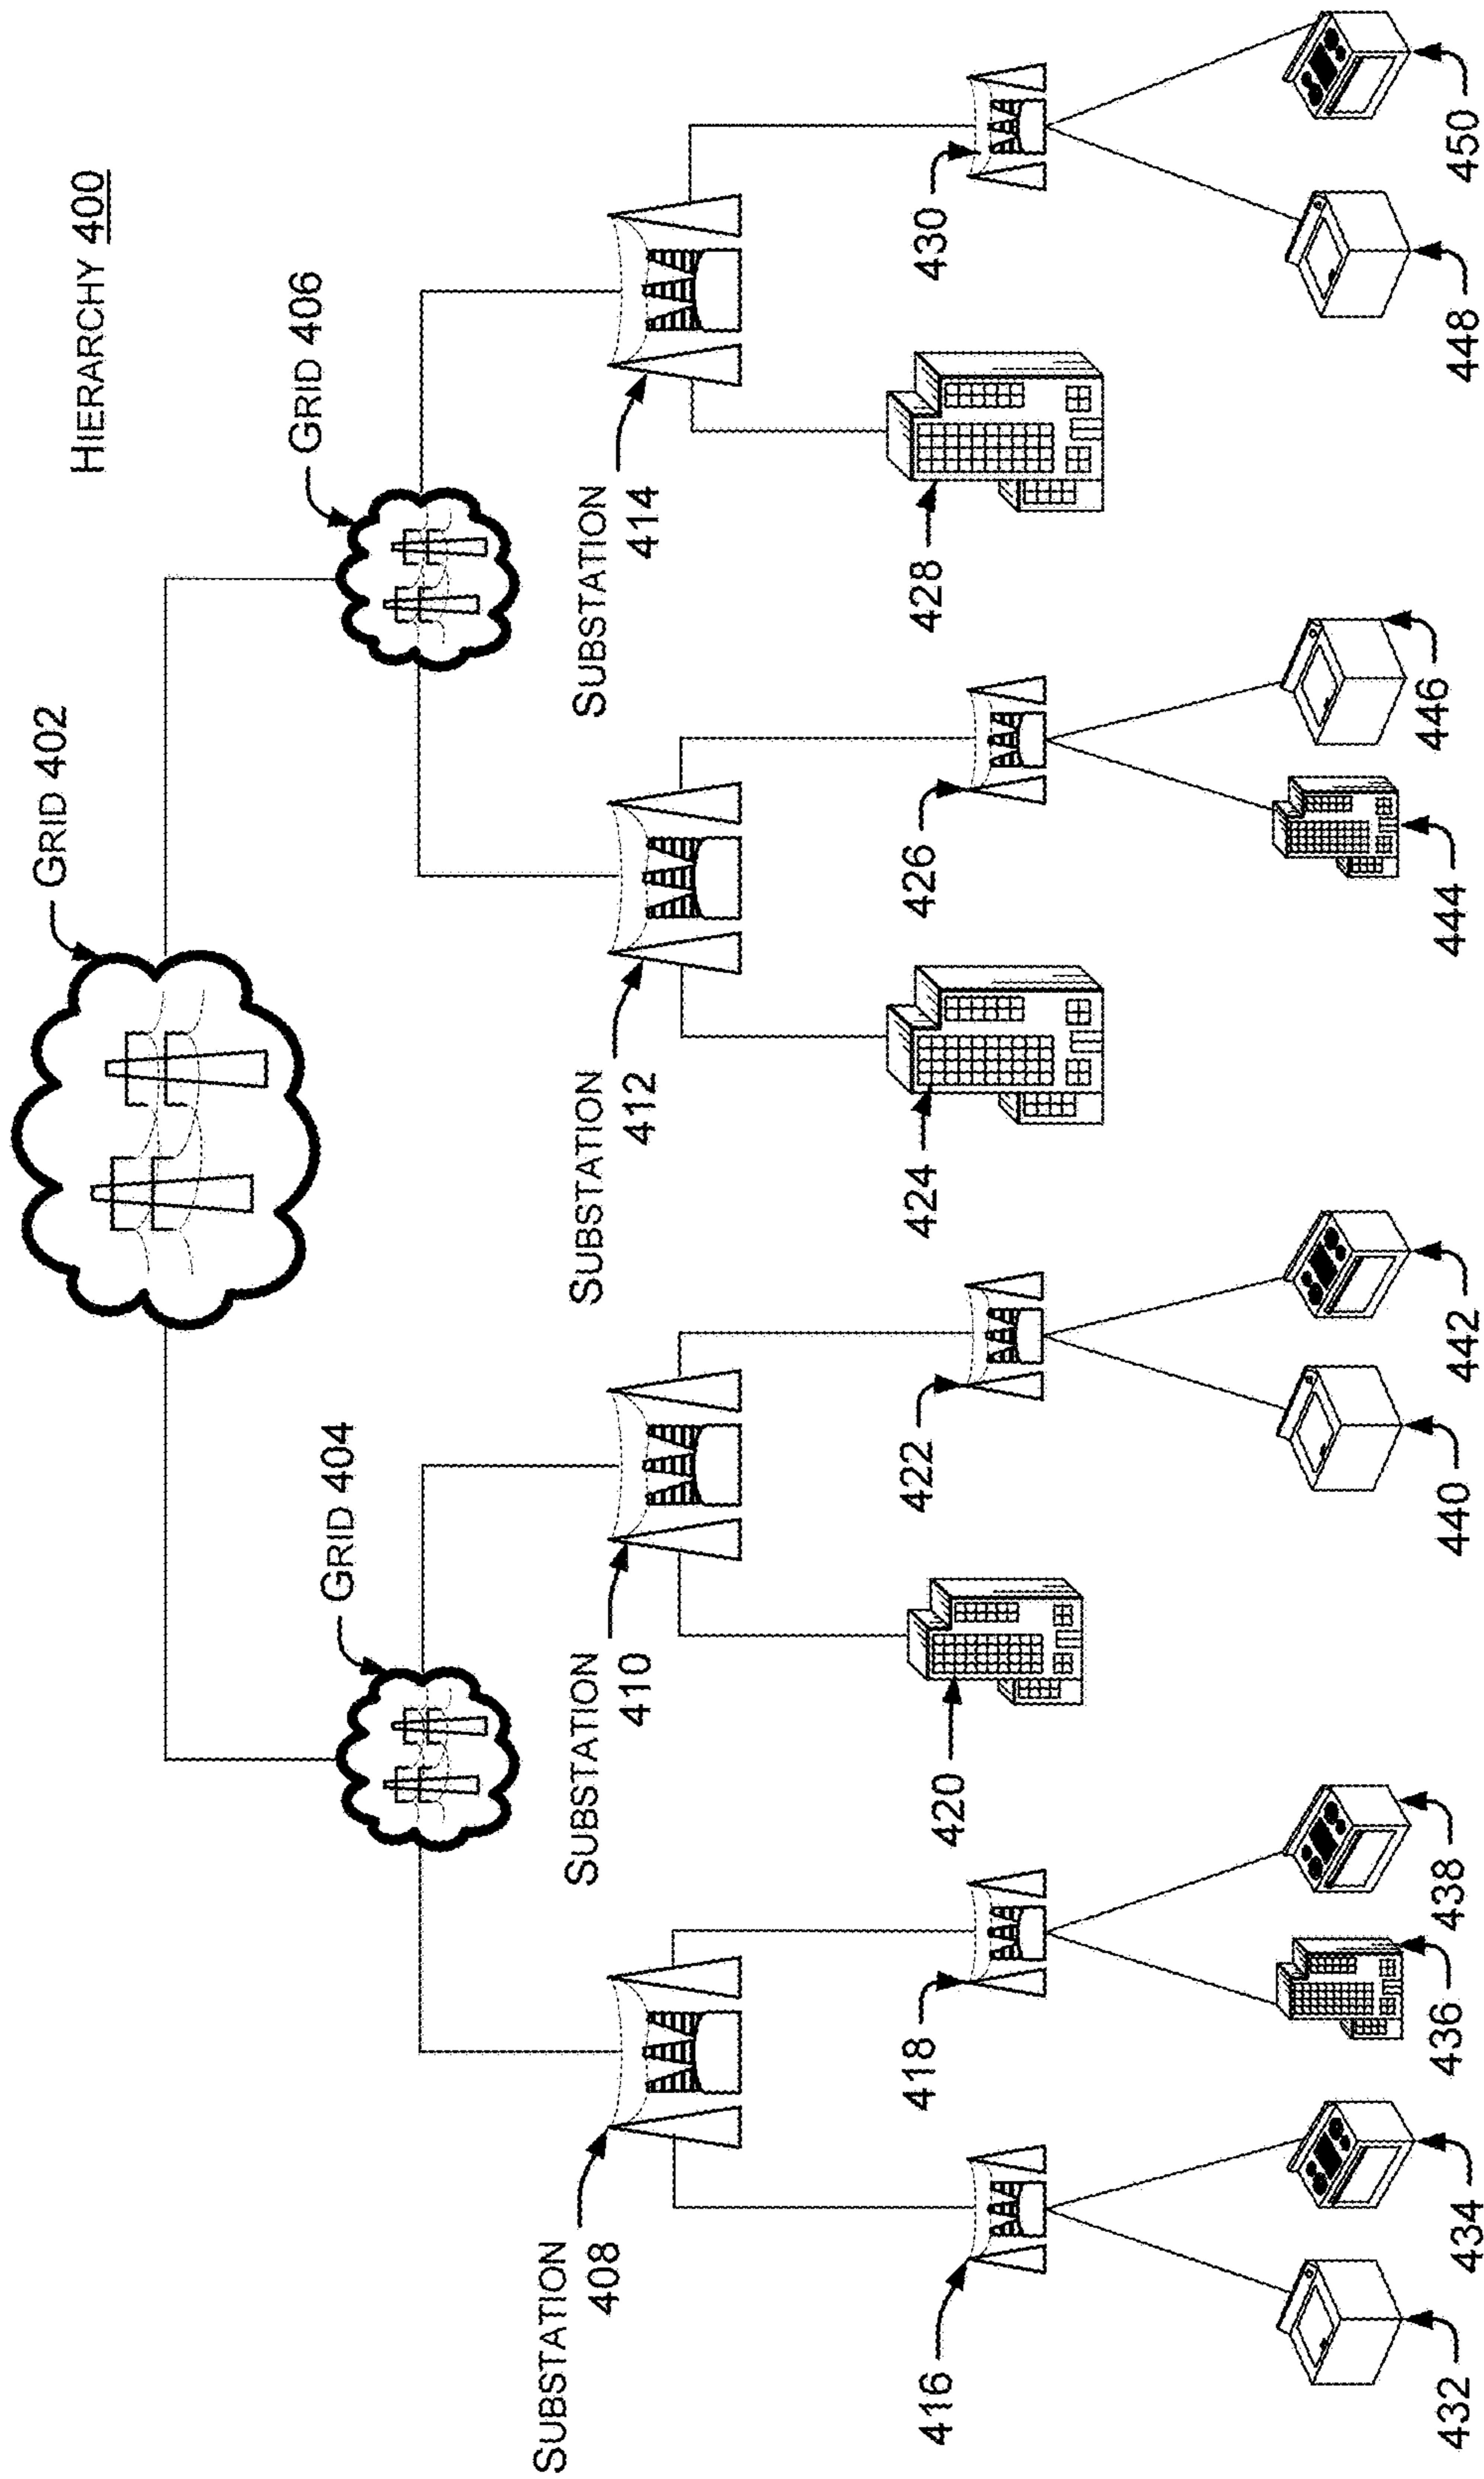 HIERARCHY 400
GRID 402
GRID 404
GRID 406
SUBSTATION
408
SUBSTATION
410
SUBSTATION
412
SUBSTATION
414
416
418
420
422
424
426
428
430
432
434
436
438
440
442
444
446
448
450